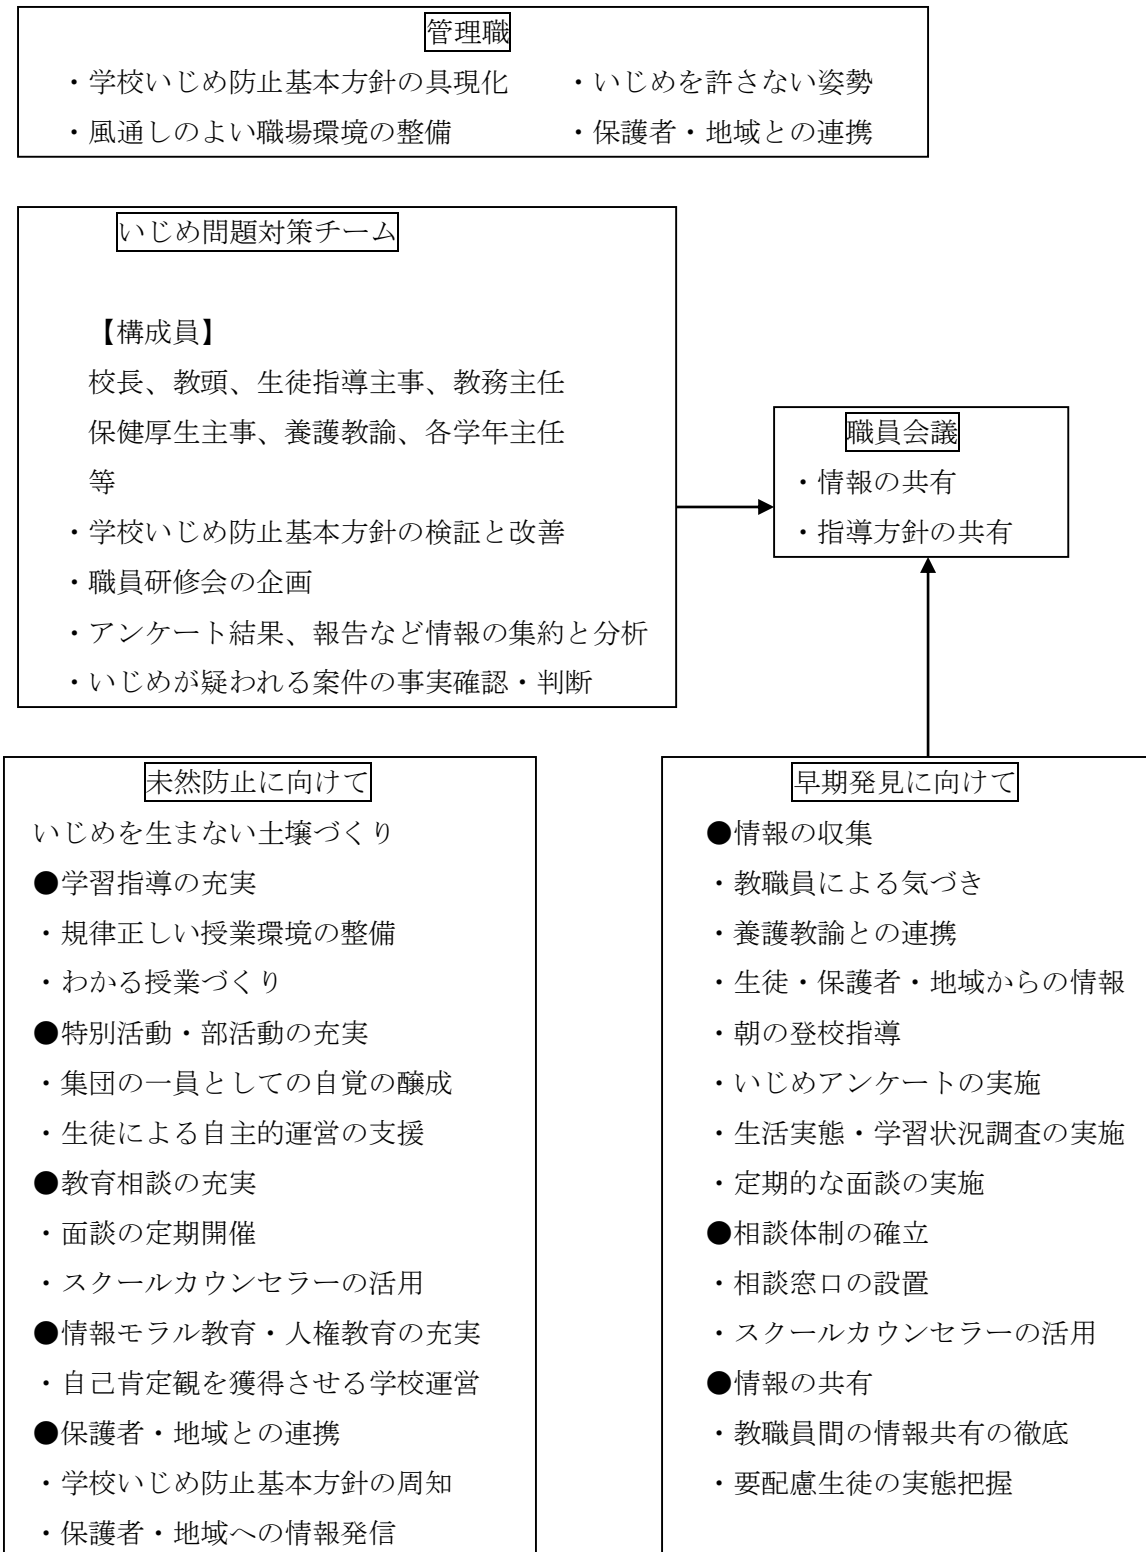 管理職
・学校いじめ防止基本方針の具現化　　・いじめを許さない姿勢
・風通しのよい職場環境の整備　　　　・保護者・地域との連携
いじめ問題対策チーム
【構成員】
校長、教頭、生徒指導主事、教務主任
保健厚生主事、養護教諭、各学年主任
等
・学校いじめ防止基本方針の検証と改善
・職員研修会の企画
・アンケート結果、報告など情報の集約と分析
・いじめが疑われる案件の事実確認・判断
職員会議
・情報の共有
・指導方針の共有
未然防止に向けて
いじめを生まない土壌づくり
●学習指導の充実
・規律正しい授業環境の整備
・わかる授業づくり
●特別活動・部活動の充実
・集団の一員としての自覚の醸成
・生徒による自主的運営の支援
●教育相談の充実
・面談の定期開催
・スクールカウンセラーの活用
●情報モラル教育・人権教育の充実
・自己肯定観を獲得させる学校運営
●保護者・地域との連携
・学校いじめ防止基本方針の周知
・保護者・地域への情報発信
早期発見に向けて
●情報の収集
・教職員による気づき
・養護教諭との連携
・生徒・保護者・地域からの情報
・朝の登校指導
・いじめアンケートの実施
・生活実態・学習状況調査の実施
・定期的な面談の実施
●相談体制の確立
・相談窓口の設置
・スクールカウンセラーの活用
●情報の共有
・教職員間の情報共有の徹底
・要配慮生徒の実態把握